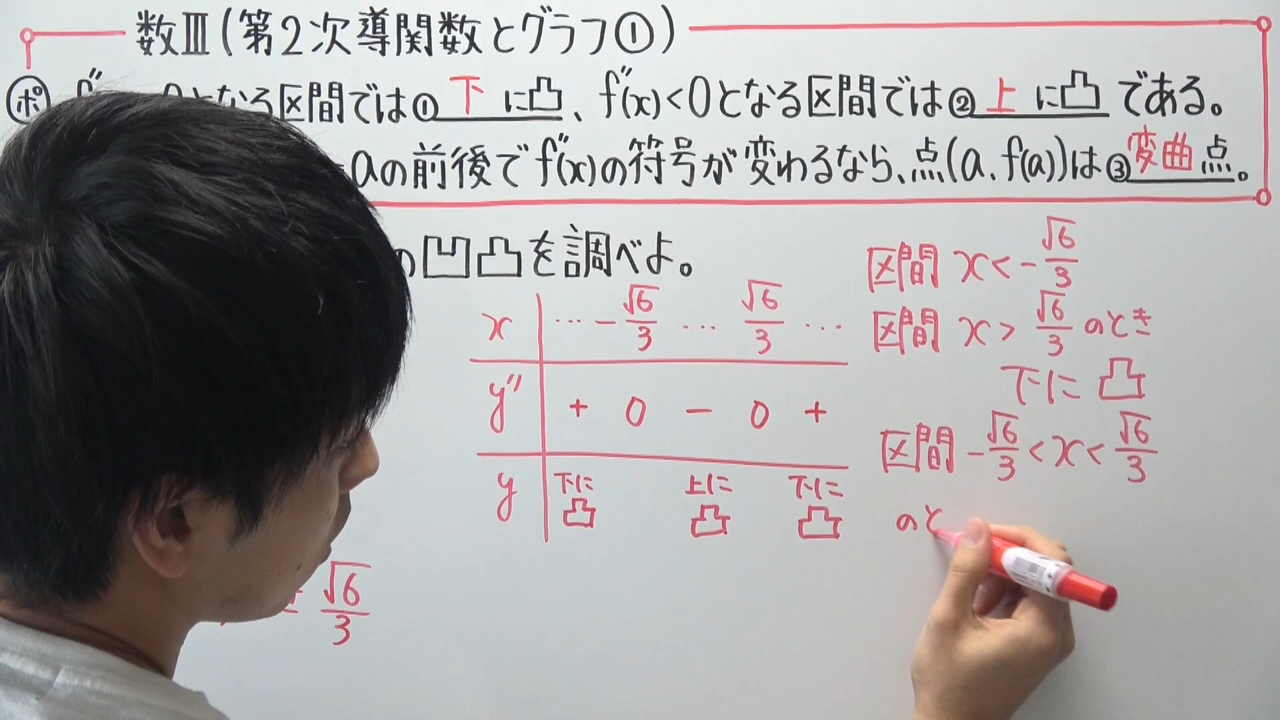 数Ⅲ(第2次導関数とグラフ①)
ポ 0となる区間では①下に凸、f''(x)<0となる区間では②上に凸である。
aの前後でf''(x)の符号が変わるなら、点(a、f(a))は③変曲点。
の凹凸を調べよ。
x … -√6/3 … √6/3 …
y'' + 0 - 0 +
y 下に凸 上に凸 下に凸
区間 x<-√6/3
区間 x>√6/3 のとき
下に凸
区間 -√6/3<x<√6/3
のと
√6/3